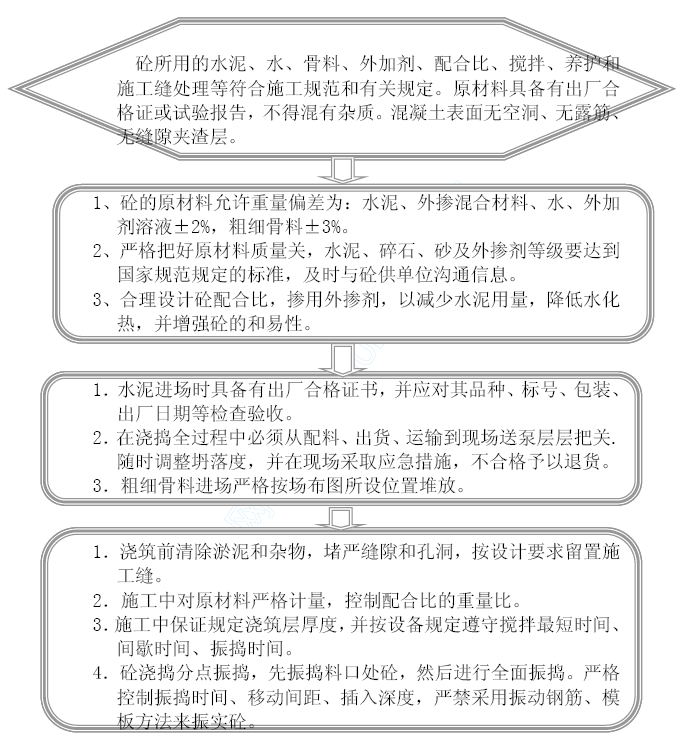 砼所用的水泥、水、骨料、外加剂、配合比、搅拌、养护和
施工缝处理等符合施工规范和有关规定。原材料具备有出厂合
格证或试验报告，不得混有杂质。混凝土表面无空洞、无露筋、
无缝隙夹渣层。
1、砼的原材料允许重量偏差为：水泥、外掺混合材料、水、外加
剂溶液±2%，粗细骨料±3%。
2、严格把好原材料质量关，水泥、碎石、砂及外掺剂等级要达到
国家规范规定的标准，及时与砼供单位沟通信息。
3、合理设计砼配合比，掺用外掺剂，以减少水泥用量，降低水化
热，并增强砼的和易性。
1．水泥进场时具备有出厂合格证书，并应对其品种、标号、包装、
出厂日期等检查验收。
2．在浇捣全过程中必须从配料、出货、运输到现场送泵层层把关．
随时调整坍落度，并在现场采取应急措施，不合格予以退货。
3．粗细骨料进场严格按场布图所设位置堆放。
1．浇筑前清除淤泥和杂物，堵严缝隙和孔洞，按设计要求留置施
工缝。
2．施工中对原材料严格计量，控制配合比的重量比。
3．施工中保证规定浇筑层厚度，并按设备规定遵守搅拌最短时间、
间歇时间、振捣时间。
4．砼浇捣分点振捣，先振捣料口处砼，然后进行全面振捣。严格
控制振捣时间、移动间距、插入深度，严禁采用振动钢筋、模
板方法来振实砼。